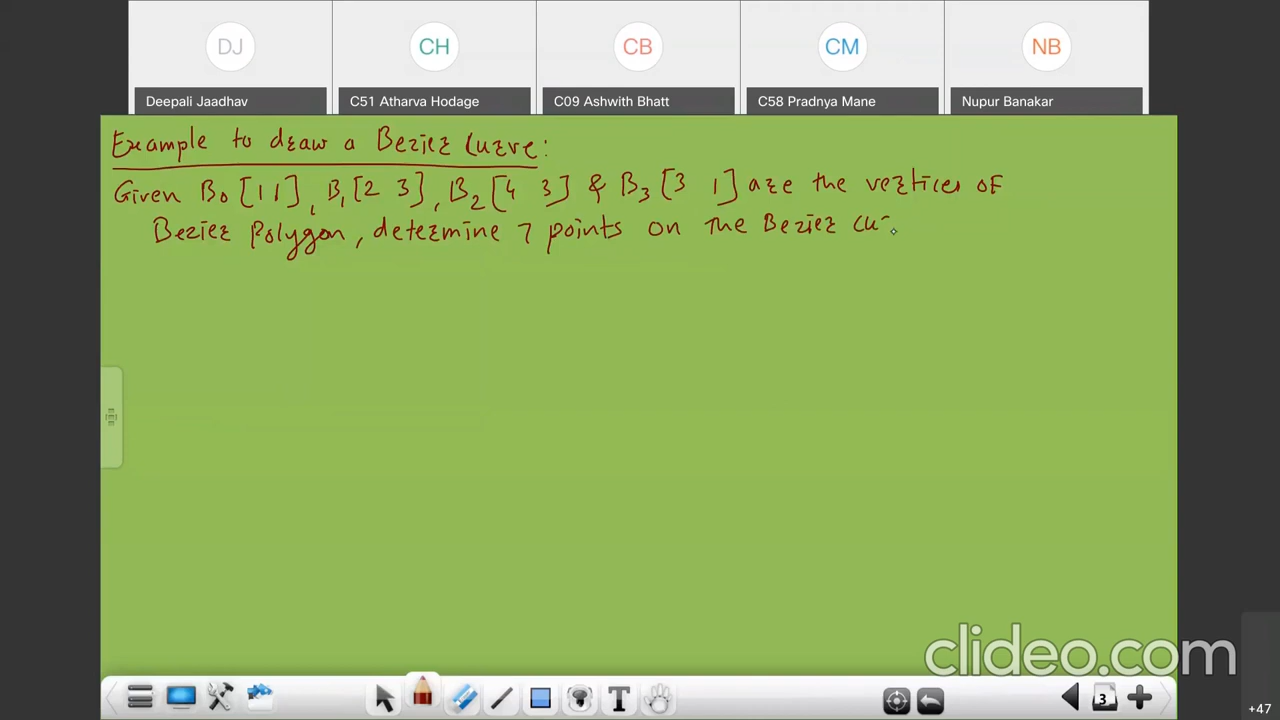 DJ
CH
CB
CM
NB
Deepali Jaadhav
C51 Atharva Hodage
C09 Ashwith Bhatt
C58 Pradnya Mane
Nupur Banakar
Example to draw a Bezier Curve:
Given B0 [1 1], B1 [2 3], B2 [4 3] & B3 [3 1] are the vertices of
Bezier Polygon, determine 7 points on the Bezier cu
clideo.com
T
3
+47